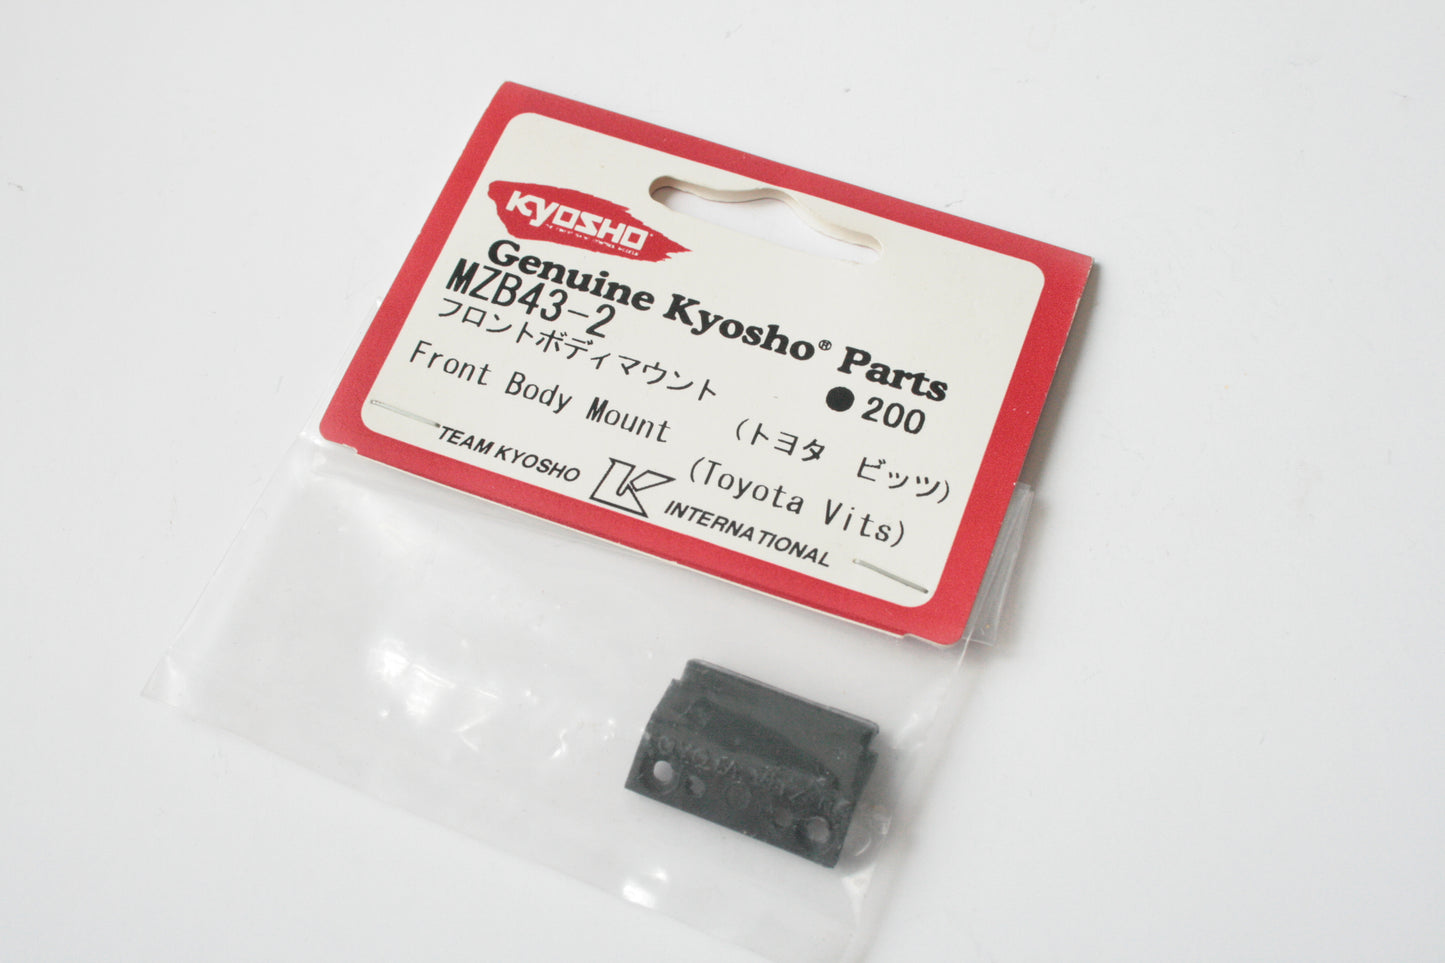 KYOSHO
Genuine Kyosho® Parts
MZB43-2
●200
フロントボディマウント
(トヨタ ビッツ)
Front Body Mount
(Toyota Vits)
TEAM KYOSHO
INTERNATIONAL